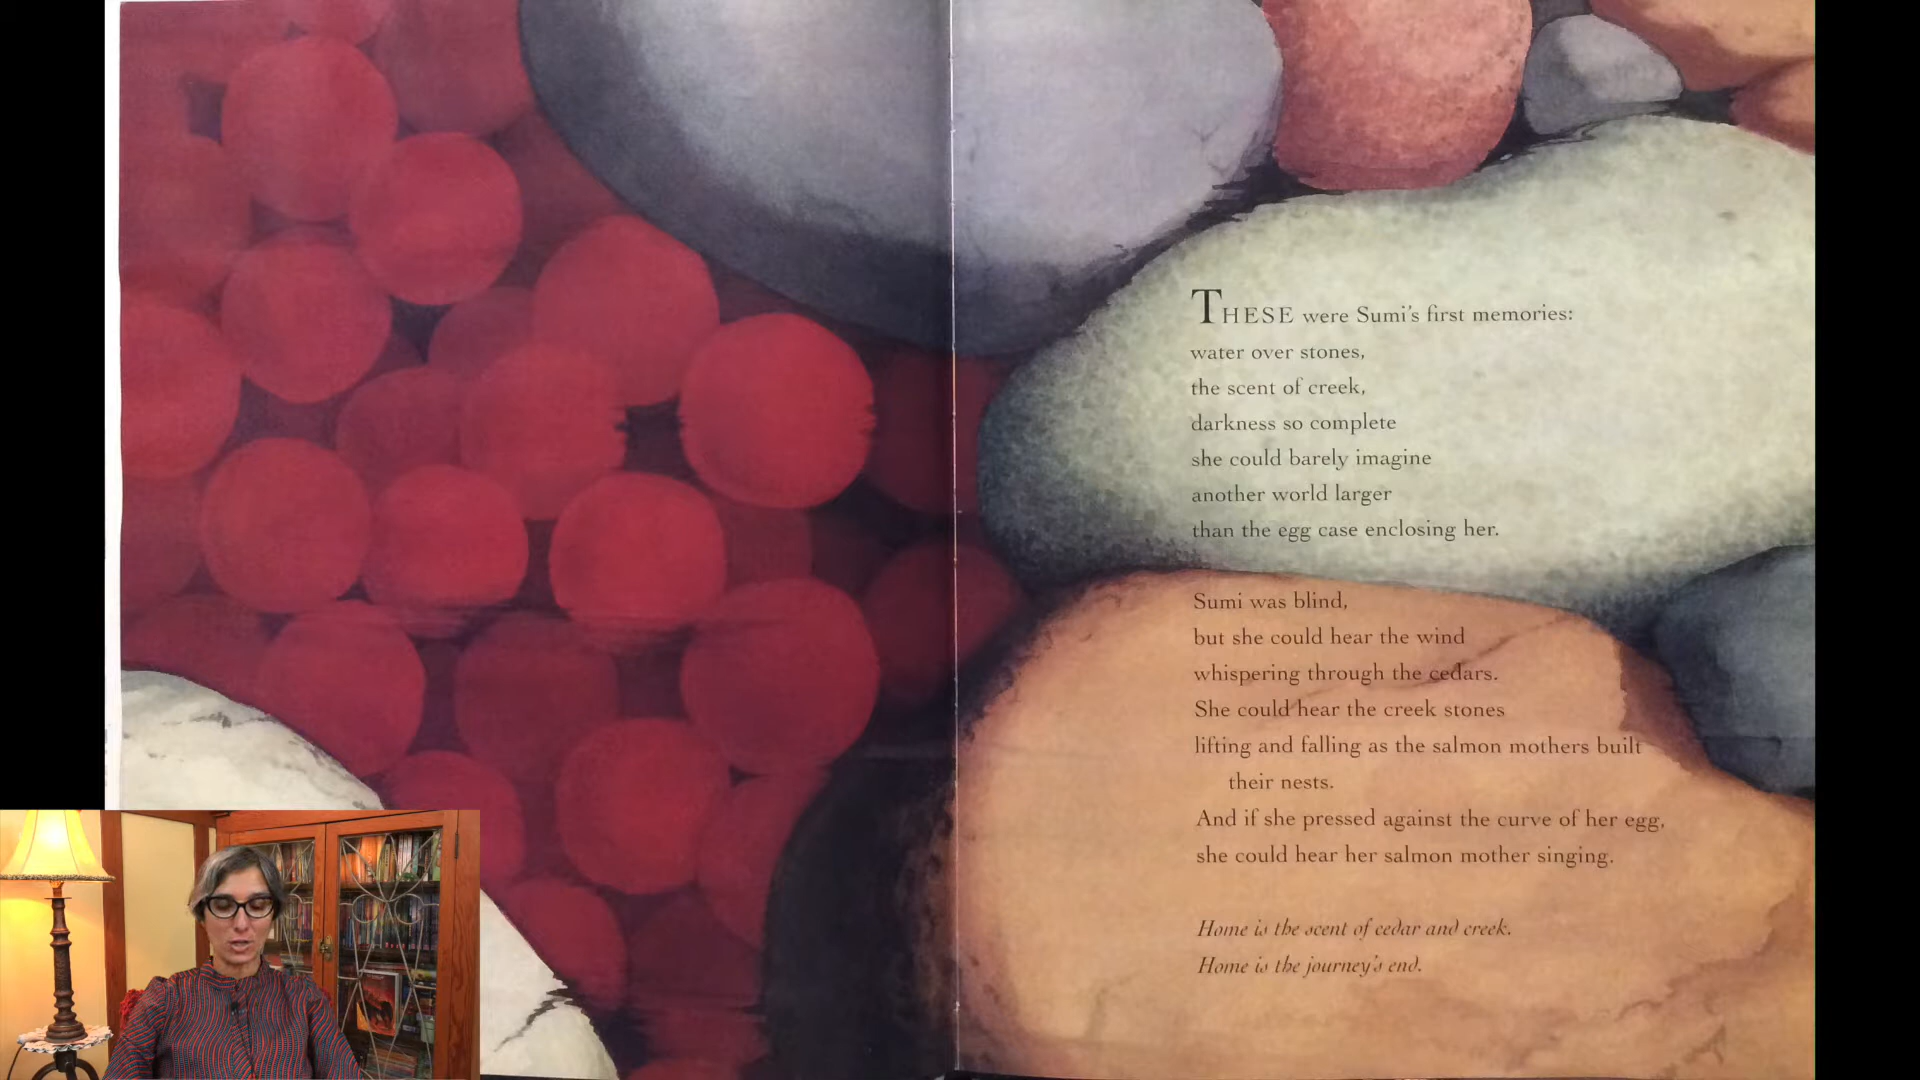 THESE were Sumi's first memories:
water over stones,
the scent of creek,
darkness so complete
she could barely imagine
another world larger
than the egg case enclosing her.
Sumi was blind,
but she could hear the wind
whispering through the cedars.
She could hear the creek stones
lifting and falling as the salmon mothers built
their nests.
And if she pressed against the curve of her egg,
she could hear her salmon mother singing.
Home is the scent of cedar and creek.
Home is the journey's end.